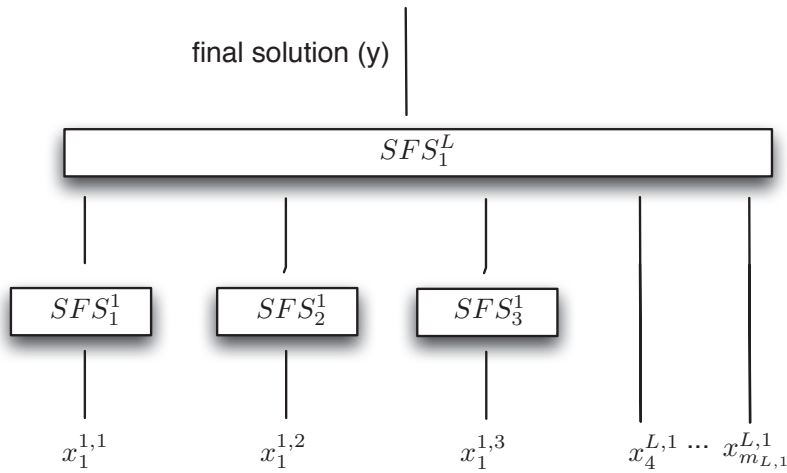 final solution (y)
$SFS_1^L$
$SFS_1^1$ $SFS_2^1$ $SFS_3^1$
$x_1^{1,1}$ $x_1^{1,2}$ $x_1^{1,3}$ $x_4^{L,1}$ ... $x_{m_{L,1}}^{L,1}$